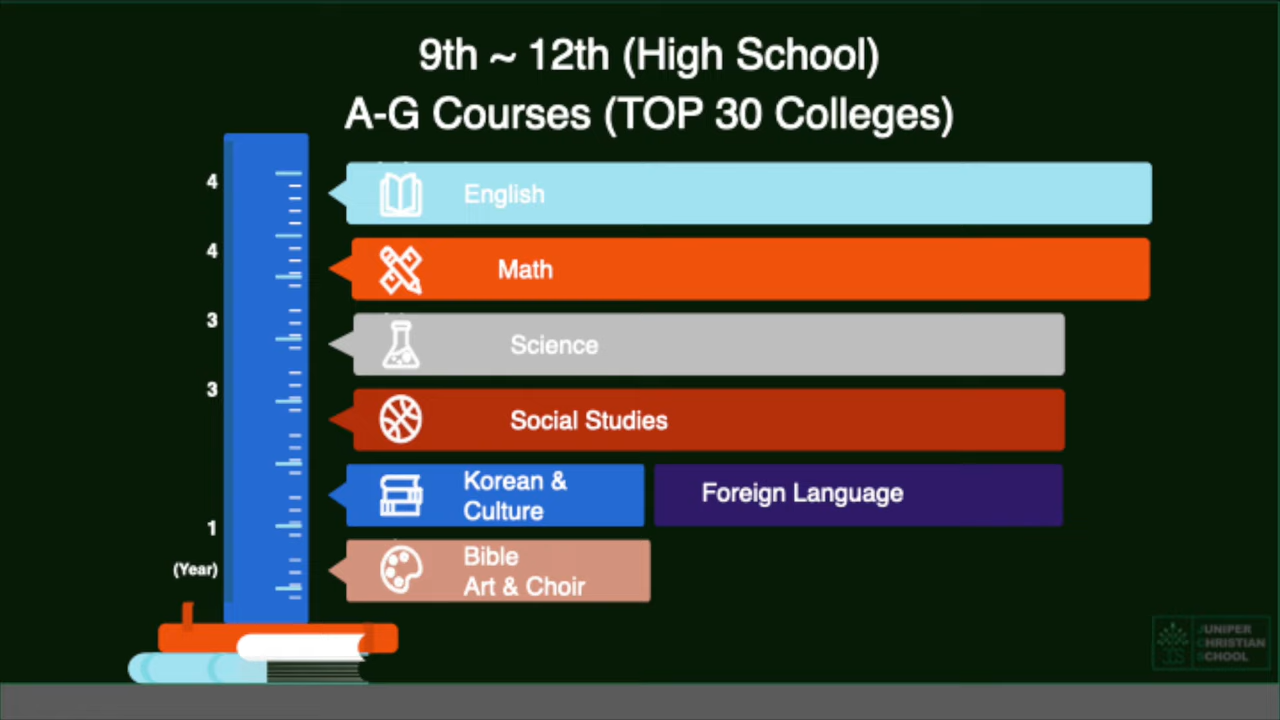 9th ~ 12th (High School)
A-G Courses (TOP 30 Colleges)
4
English
4
Math
3
Science
3
Social Studies
Korean &
Culture
Foreign Language
1
(Year)
Bible
Art & Choir
JUNIPER
CHRISTIAN
SCHOOL
JCS